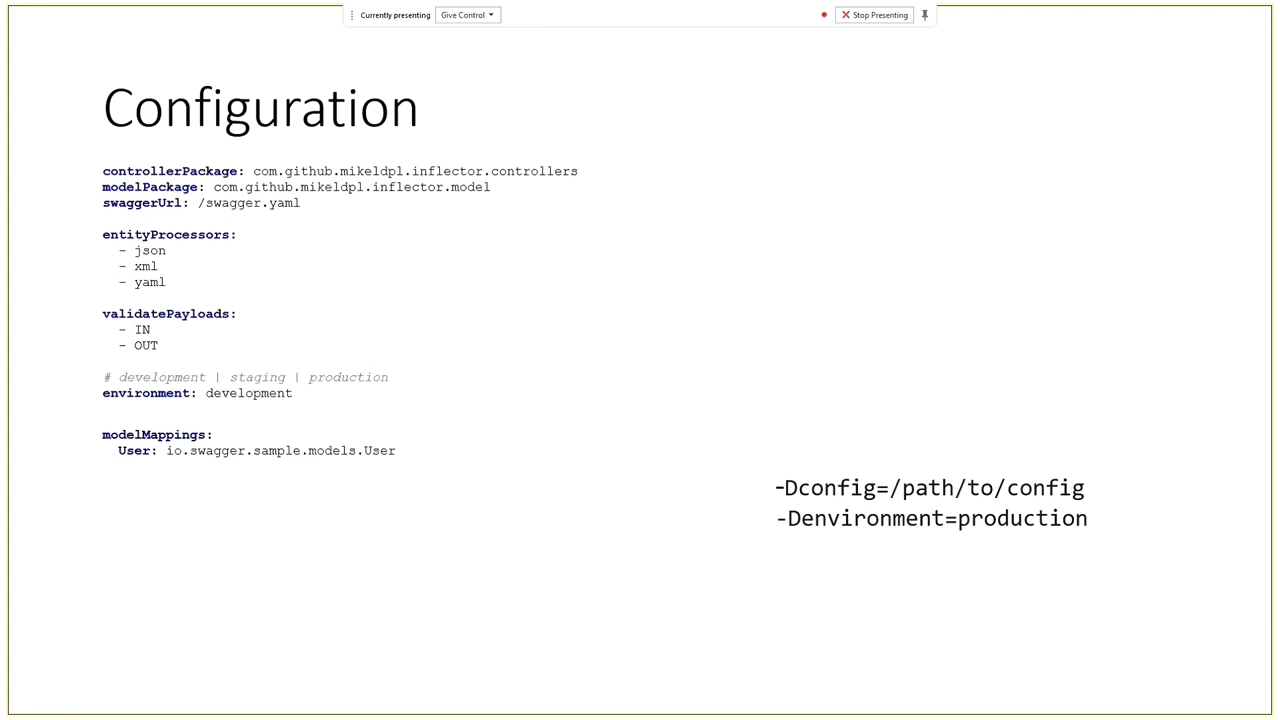 Currently presenting Give Control Stop Presenting
Configuration
controllerPackage: com.github.mikeldpl.inflector.controllers
modelPackage: com.github.mikeldpl.inflector.model
swaggerUrl: /swagger.yaml
entityProcessors:
- json
- xml
- yaml
validatePayloads:
- IN
- OUT
# development | staging | production
environment: development
modelMappings:
User: io.swagger.sample.models.User
-Dconfig=/path/to/config
-Denvironment=production